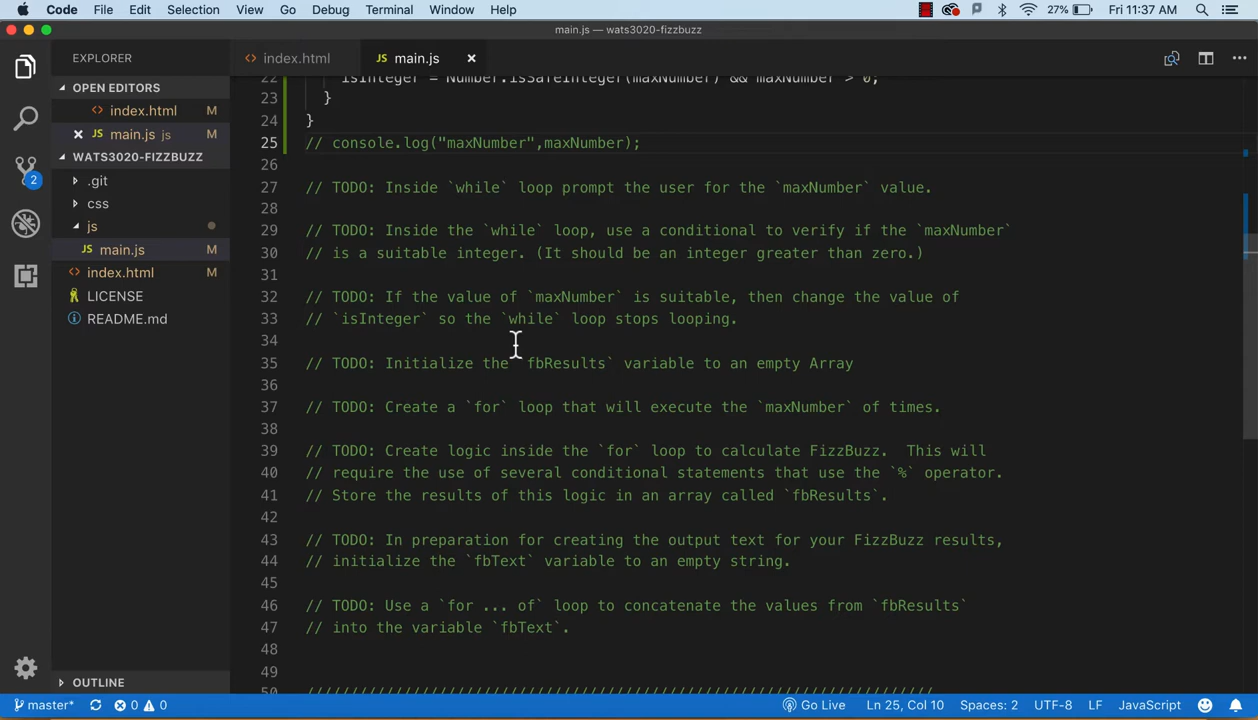 Code File Edit Selection View Go Debug Terminal Window Help 27% Fri 11:37 AM
main.js — wats3020-fizzbuzz
EXPLORER
index.html
JS main.js ×
OPEN EDITORS
index.html M
JS main.js js M
WATS3020-FIZZBUZZ
.git
css
js
JS main.js M
index.html M
LICENSE
README.md
OUTLINE
2
22 isInteger = Number.isSafeInteger(maxNumber) && maxNumber > 0;
23 }
24 }
25 // console.log("maxNumber",maxNumber);
26
27 // TODO: Inside `while` loop prompt the user for the `maxNumber` value.
28
29 // TODO: Inside the `while` loop, use a conditional to verify if the `maxNumber`
30 // is a suitable integer. (It should be an integer greater than zero.)
31
32 // TODO: If the value of `maxNumber` is suitable, then change the value of
33 // `isInteger` so the `while` loop stops looping.
34
35 // TODO: Initialize the `fbResults` variable to an empty Array
36
37 // TODO: Create a `for` loop that will execute the `maxNumber` of times.
38
39 // TODO: Create logic inside the `for` loop to calculate FizzBuzz.  This will
40 // require the use of several conditional statements that use the `%` operator.
41 // Store the results of this logic in an array called `fbResults`.
42
43 // TODO: In preparation for creating the output text for your FizzBuzz results,
44 // initialize the `fbText` variable to an empty string.
45
46 // TODO: Use a `for ... of` loop to concatenate the values from `fbResults`
47 // into the variable `fbText`.
48
49
50 ///////////////////////////////////////////////////////////////////////
master* 0 0 Go Live Ln 25, Col 10 Spaces: 2 UTF-8 LF JavaScript